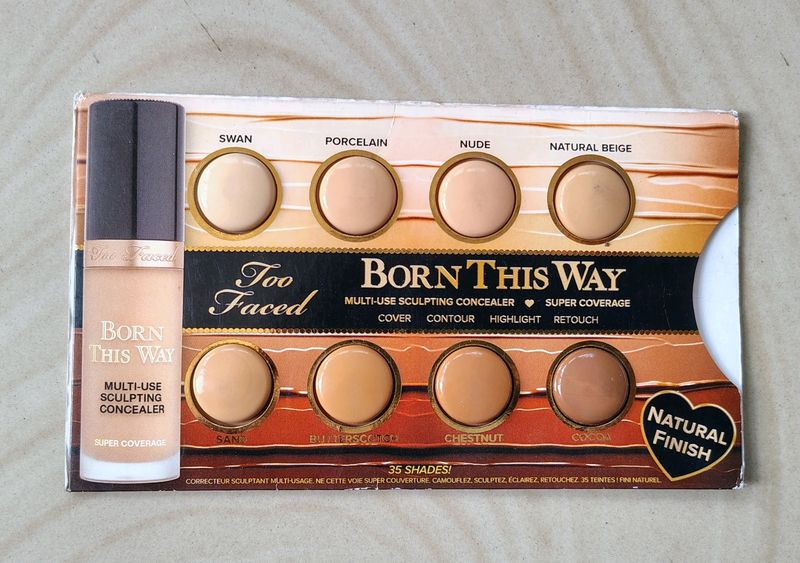 SWAN
PORCELAIN
NUDE
NATURAL BEIGE
Too Faced
BORN
THIS WAY
MULTI-USE
SCULPTING
CONCEALER
SUPER COVERAGE
Too
Faced
BORN THIS WAY
MULTI-USE SCULPTING CONCEALER ♥ SUPER COVERAGE
COVER CONTOUR HIGHLIGHT RETOUCH
SAND
BUTTERSCOTCH
CHESTNUT
COCOA
NATURAL
FINISH
35 SHADES!
CORRECTEUR SCULPTANT MULTI-USAGE. NE CETTE VOIE SUPER COUVERTURE. CAMOUFLEZ, SCULPTEZ, ÉCLAIREZ, RETOUCHEZ. 35 TEINTES ! FINI NATUREL.